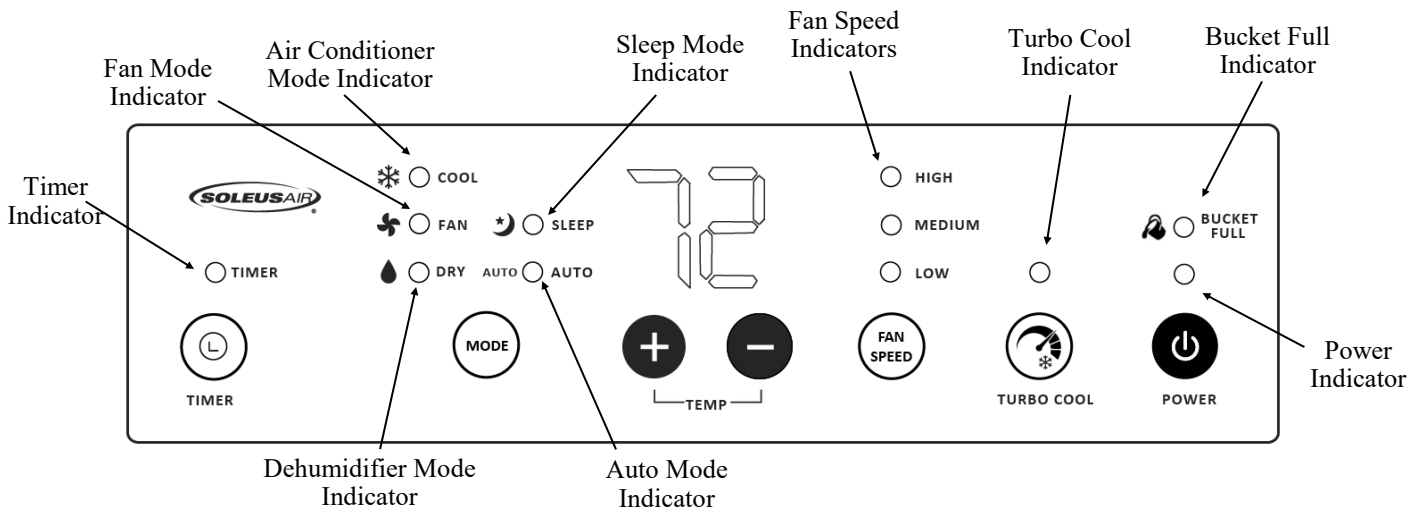 Fan Speed
Indicators
Turbo Cool
Indicator
Bucket Full
Indicator
Air Conditioner
Mode Indicator
Sleep Mode
Indicator
Fan Mode
Indicator
Timer
Indicator
SOLEUSAIR®
TIMER
TIMER
COOL
FAN
DRY
SLEEP
AUTO AUTO
MODE
72
TEMP
HIGH
MEDIUM
LOW
FAN
SPEED
TURBO COOL
BUCKET
FULL
POWER
Power
Indicator
Dehumidifier Mode
Indicator
Auto Mode
Indicator